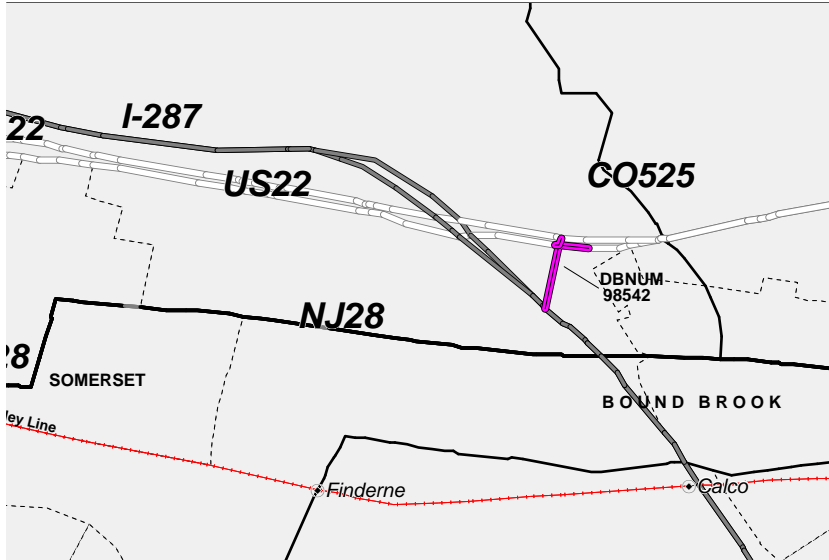 I-287
22
CO525
US22
DBNUM
98542
NJ28
28
SOMERSET
BOUND BROOK
ley Line
Finderne
Calco